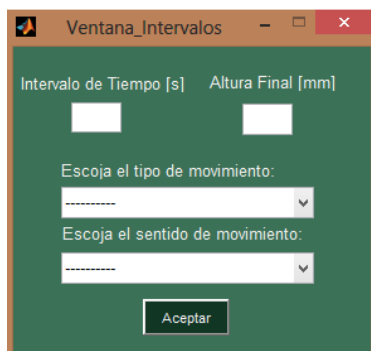 Ventana_Intervalos
Intervalo de Tiempo [s] Altura Final [mm]
Escoja el tipo de movimiento:
----------
Escoja el sentido de movimiento:
----------
Aceptar